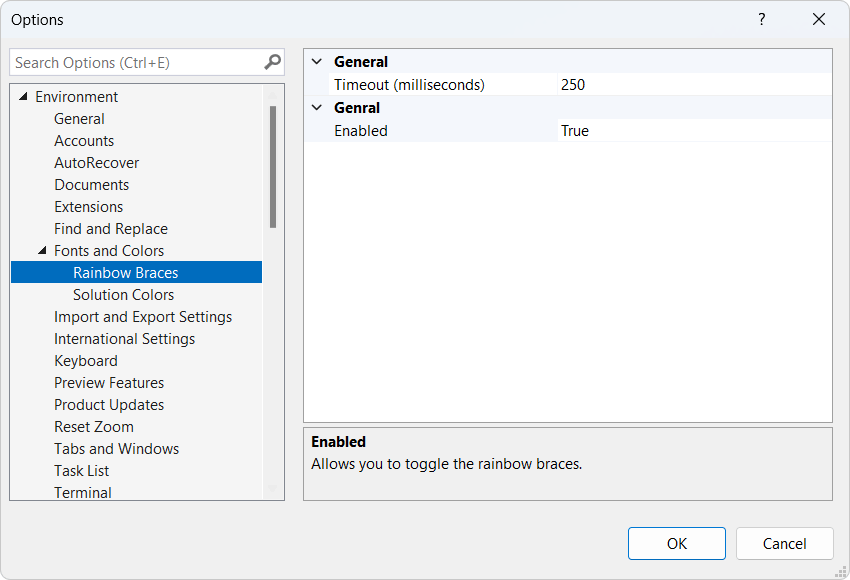 Options
?
Search Options (Ctrl+E)
Environment
General
Accounts
AutoRecover
Documents
Extensions
Find and Replace
Fonts and Colors
Rainbow Braces
Solution Colors
Import and Export Settings
International Settings
Keyboard
Preview Features
Product Updates
Reset Zoom
Tabs and Windows
Task List
Terminal
General
Timeout (milliseconds) 250
Genral
Enabled True
Enabled
Allows you to toggle the rainbow braces.
OK Cancel